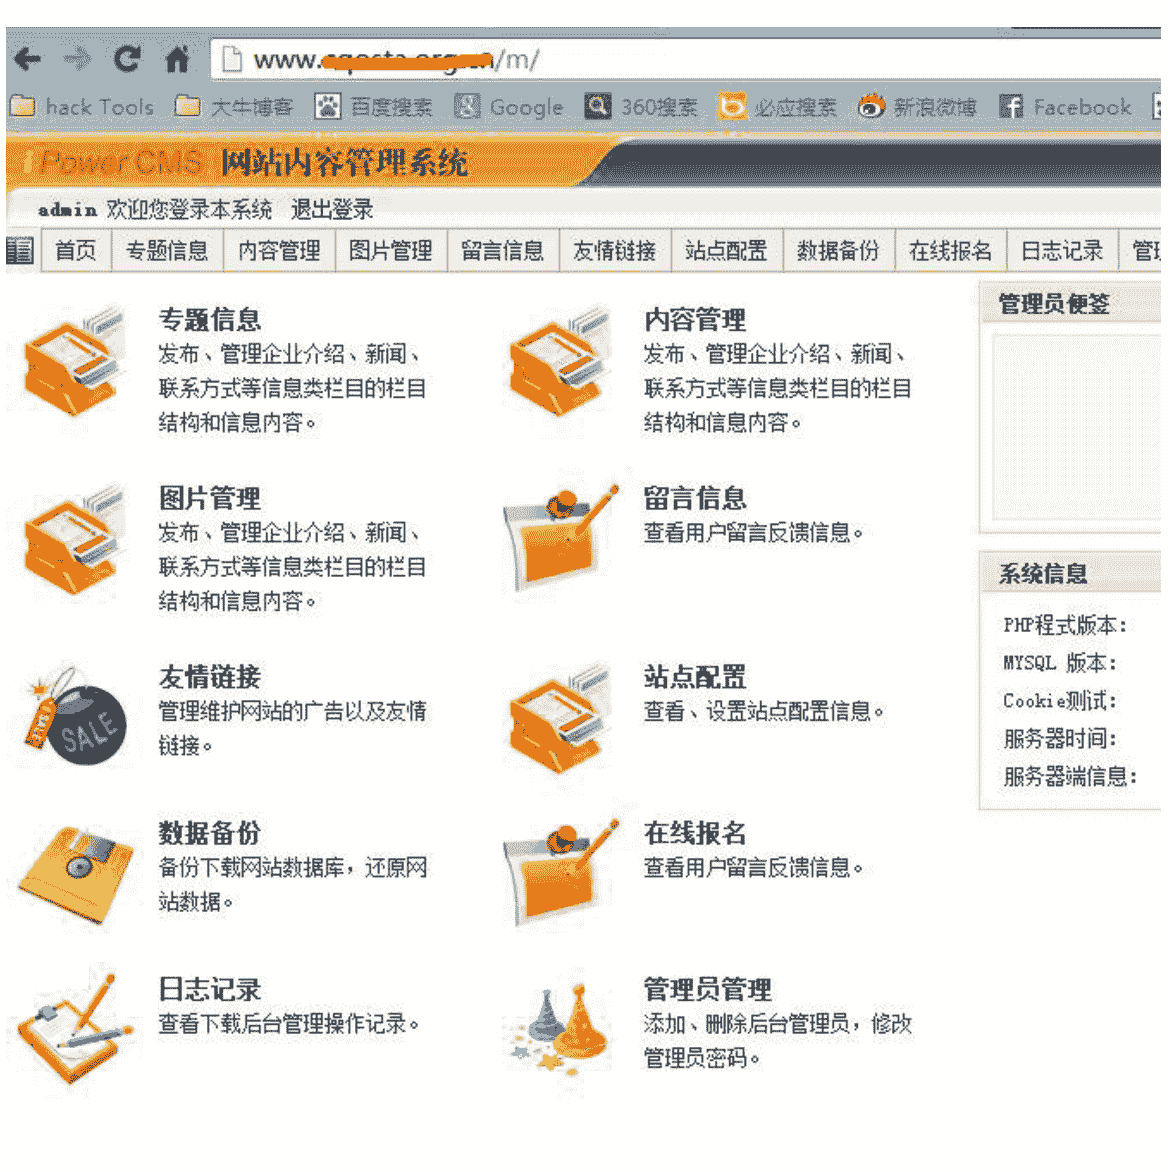 www. /m/
hack Tools 大牛博客 百度搜索 Google 360搜索 必应搜索 新浪微博 Facebook
iPower CMS 网站内容管理系统
admin 欢迎您登录本系统 退出登录
首页 专题信息 内容管理 图片管理 留言信息 友情链接 站点配置 数据备份 在线报名 日志记录
专题信息
发布、管理企业介绍、新闻、
联系方式等信息类栏目的栏目
结构和信息内容。
内容管理
发布、管理企业介绍、新闻、
联系方式等信息类栏目的栏目
结构和信息内容。
管理员便签
图片管理
发布、管理企业介绍、新闻、
联系方式等信息类栏目的栏目
结构和信息内容。
留言信息
查看用户留言反馈信息。
系统信息
PHP程式版本:
MYSQL 版本:
Cookie测试:
服务器时间:
服务器端信息:
友情链接
管理维护网站的广告以及友情
链接。
SALE
站点配置
查看、设置站点配置信息。
数据备份
备份下载网站数据库，还原网
站数据。
在线报名
查看用户留言反馈信息。
日志记录
查看下载后台管理操作记录。
管理员管理
添加、删除后台管理员，修改
管理员密码。